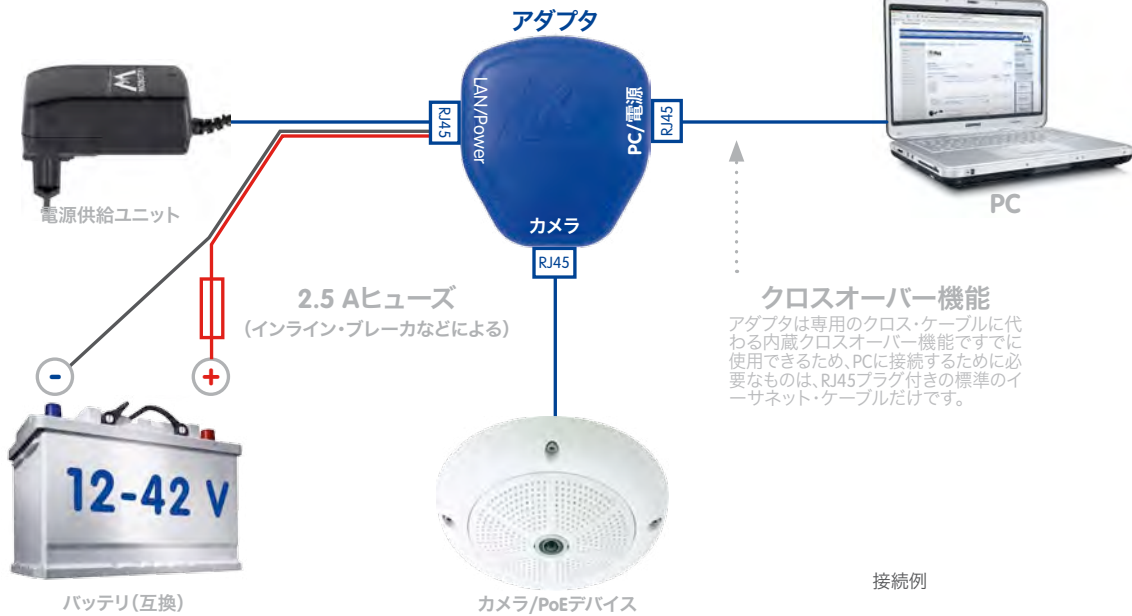 アダプタ
LAN/Power
RJ45
PC/電源
RJ45
カメラ
RJ45
電源供給ユニット
PC
2.5 Aヒューズ
(インライン・ブレーカなどによる)
クロスオーバー機能
アダプタは専用のクロス・ケーブルに代
わる内蔵クロスオーバー機能ですでに
使用できるため、PCに接続するために必
要なものは、RJ45プラグ付きの標準のイ
ーサネット・ケーブルだけです。
-
+
12-42 V
バッテリ(互換)
カメラ/PoEデバイス
接続例